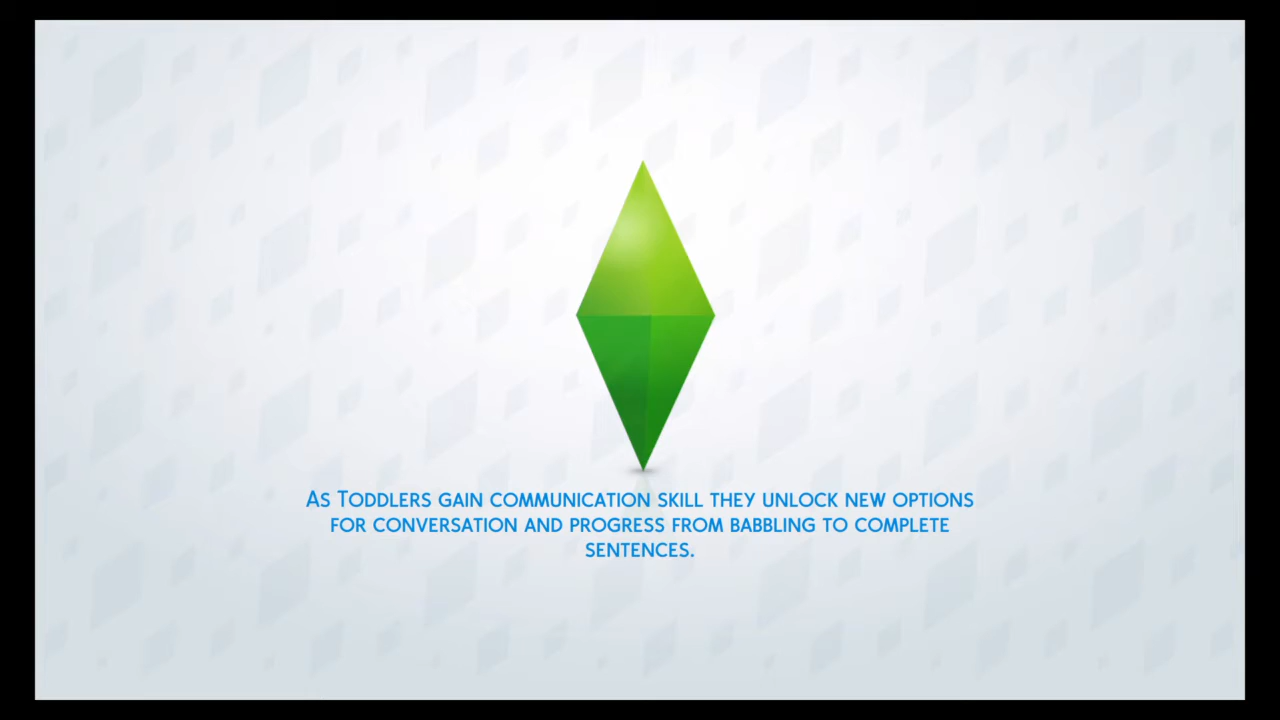 As Toddlers gain communication skill they unlock new options
for conversation and progress from babbling to complete
sentences.